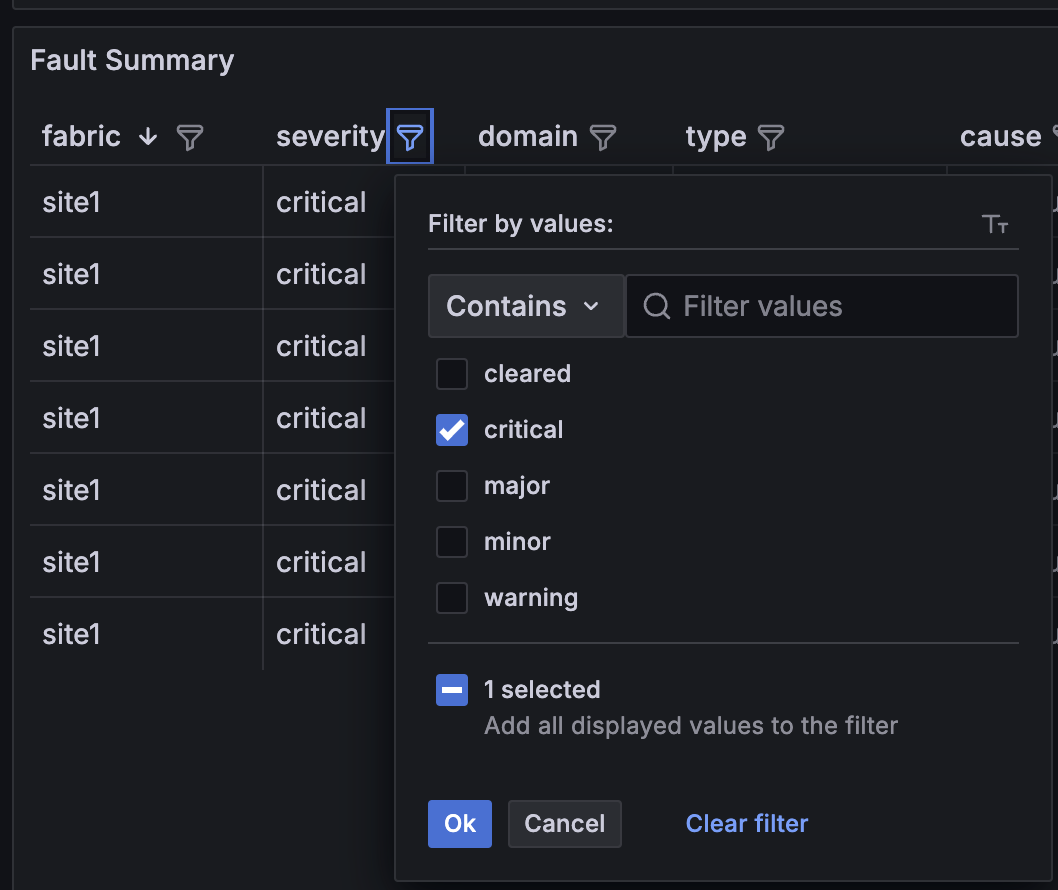 Fault Summary
fabric severity domain type cause
site1 critical
Filter by values:
site1 critical
Contains Filter values
site1 critical
cleared
site1 critical
critical
site1 critical
major
site1 critical
minor
site1 critical
warning
1 selected
Add all displayed values to the filter
Ok Cancel Clear filter